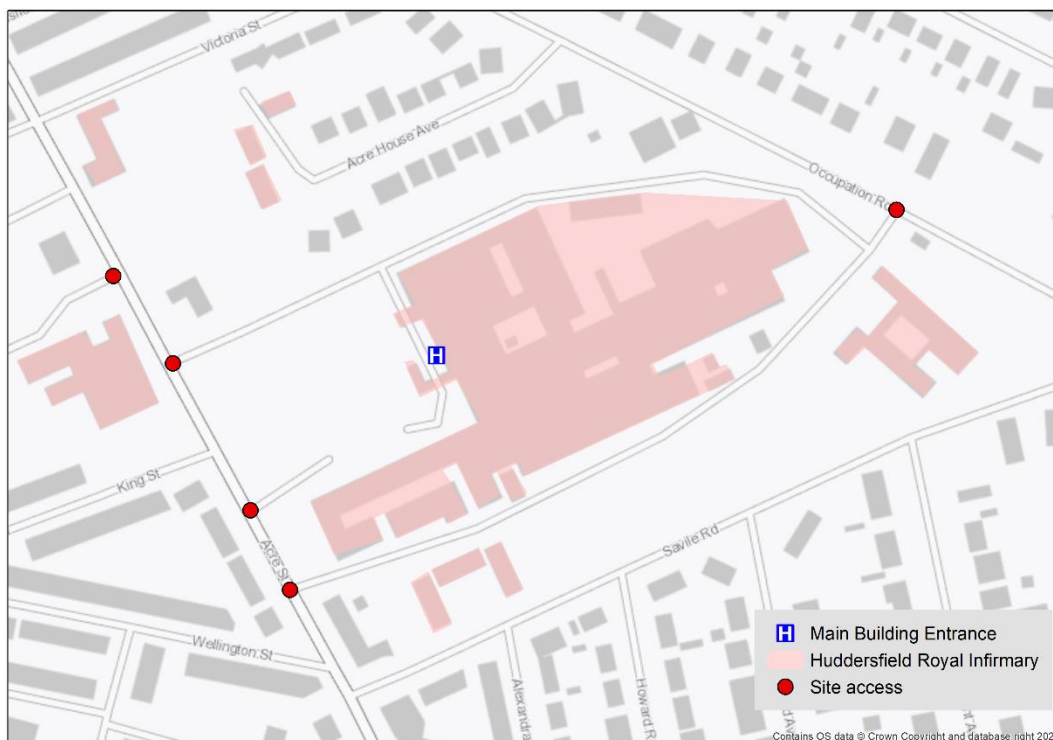 Victoria St
Acre House Ave
Occupation Rd
King St
Acre St
Savile Rd
Wellington St
Alexandra
Howard R
H
H Main Building Entrance
Huddersfield Royal Infirmary
Site access
Contains OS data © Crown Copyright and database right 202